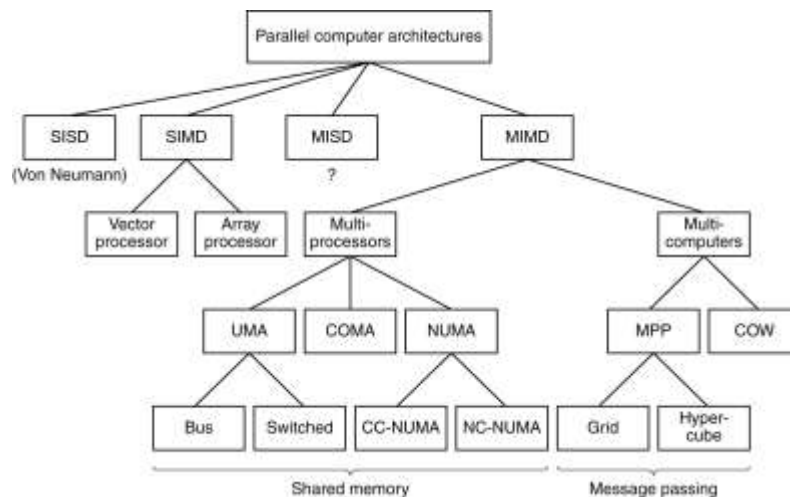 Parallel computer architectures
SISD
SIMD
MISD
MIMD
(Von Neumann)
?
Vector
processor
Array
processor
Multi-
processors
Multi-
computers
UMA
COMA
NUMA
MPP
COW
Bus
Switched
CC-NUMA
NC-NUMA
Grid
Hyper-
cube
Shared memory
Message passing